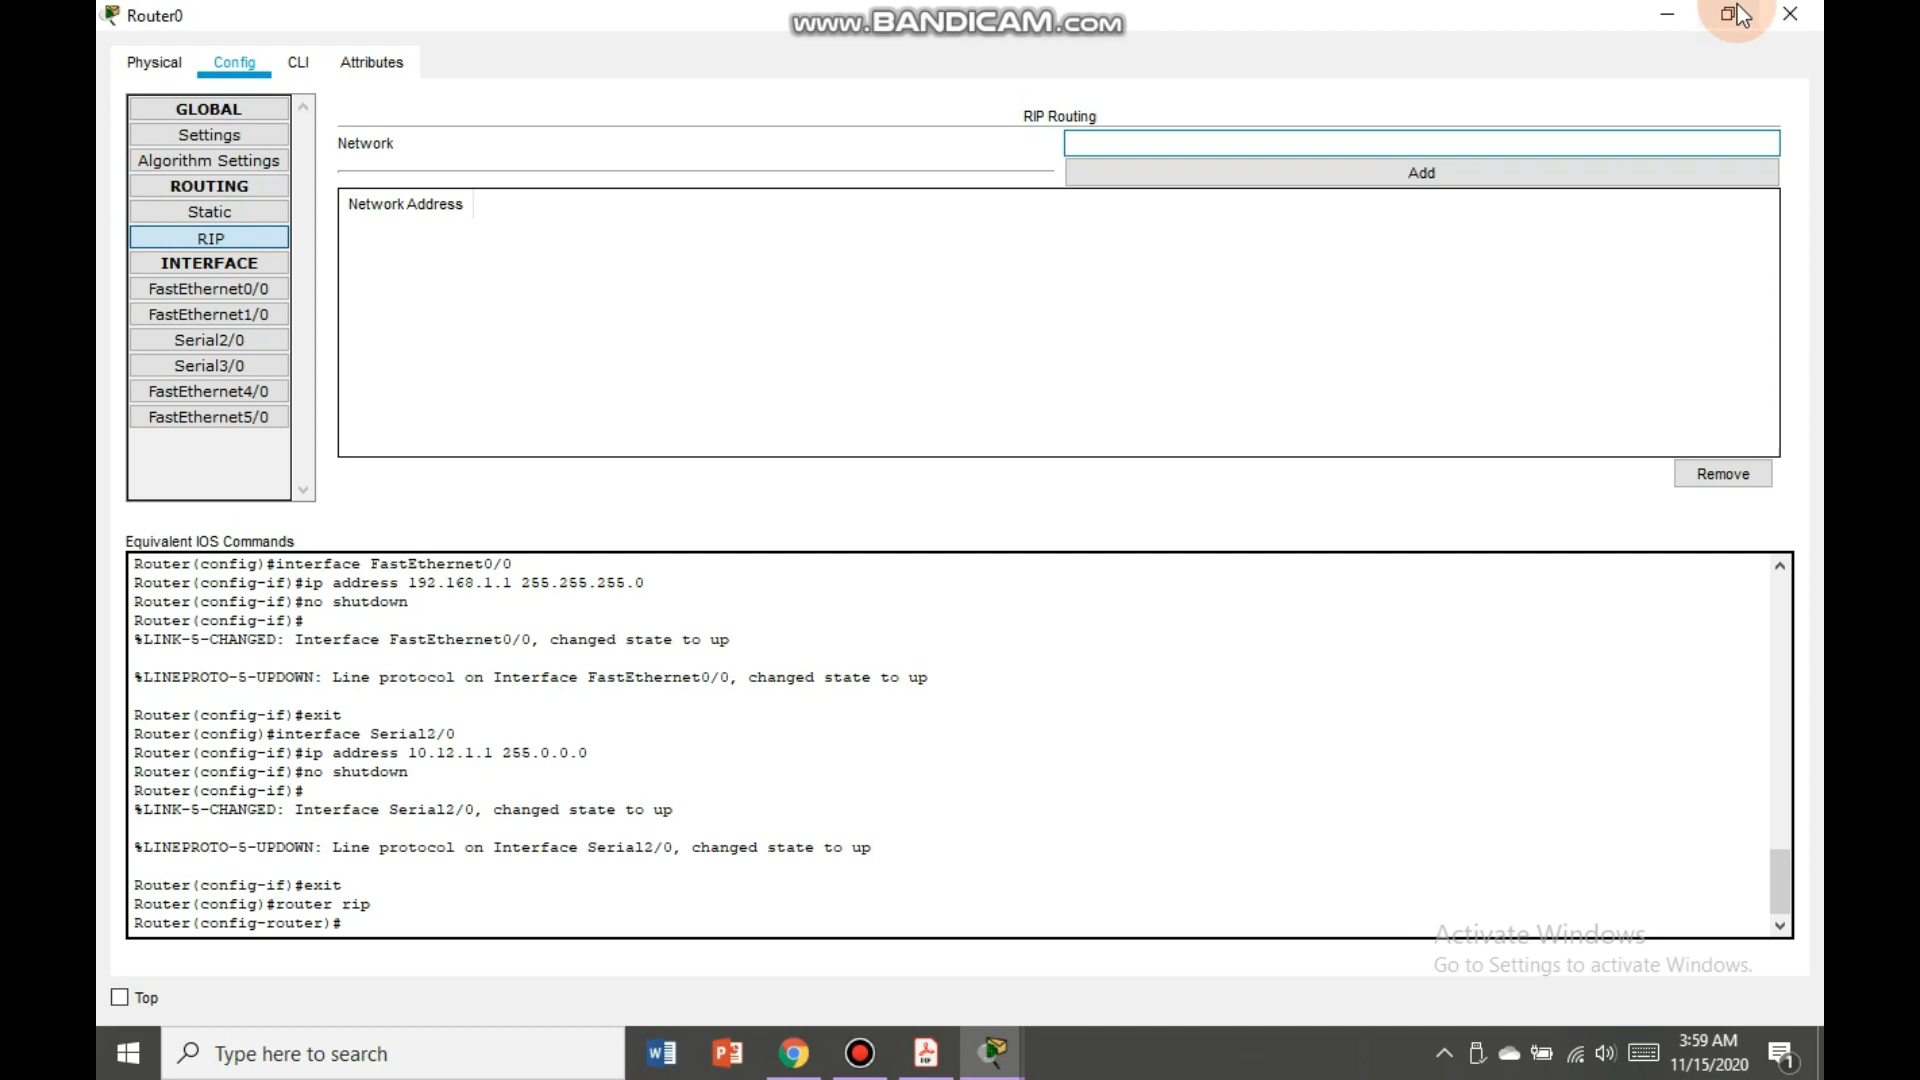 Router0
www.BANDICAM.com
Physical
Config
CLI
Attributes
GLOBAL
Settings
Algorithm Settings
ROUTING
Static
RIP
INTERFACE
FastEthernet0/0
FastEthernet1/0
Serial2/0
Serial3/0
FastEthernet4/0
FastEthernet5/0
RIP Routing
Network
Add
Network Address
Remove
Equivalent IOS Commands
Router(config)#interface FastEthernet0/0
Router(config-if)#ip address 192.168.1.1 255.255.255.0
Router(config-if)#no shutdown
Router(config-if)#
%LINK-5-CHANGED: Interface FastEthernet0/0, changed state to up
%LINEPROTO-5-UPDOWN: Line protocol on Interface FastEthernet0/0, changed state to up
Router(config-if)#exit
Router(config)#interface Serial2/0
Router(config-if)#ip address 10.12.1.1 255.0.0.0
Router(config-if)#no shutdown
Router(config-if)#
%LINK-5-CHANGED: Interface Serial2/0, changed state to up
%LINEPROTO-5-UPDOWN: Line protocol on Interface Serial2/0, changed state to up
Router(config-if)#exit
Router(config)#router rip
Router(config-router)#
Activate Windows
Go to Settings to activate Windows.
Top
Type here to search
3:59 AM
11/15/2020
1